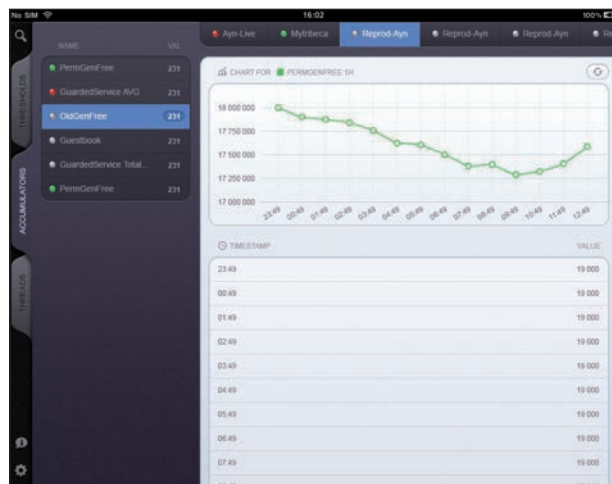 No SIM 16:02 100%
Ayn-Live Mytribeca Reprod-Ayn Reprod-Ayn Reprod-Ayn Re
NAME VAL
PermGenFree 231
GuardedService AVG 231
OldGenFree 231
Guestbook 231
GuardedService Total... 231
PermGenFree 231
THRESHOLDS
ACCUMULATORS
THREADS
CHART FOR PERMGENFREE 1H
18 000 000
17 750 000
17 500 000
17 250 000
17 000 000
23:49 00:49 01:49 02:49 03:49 04:49 05:49 06:49 07:49 08:49 09:49 10:49 11:49 12:49
TIMESTAMP VALUE
23:49 19 000
00:49 19 000
01:49 19 000
02:49 19 000
03:49 19 000
04:49 19 000
05:49 19 000
06:49 19 000
07:49 19 000